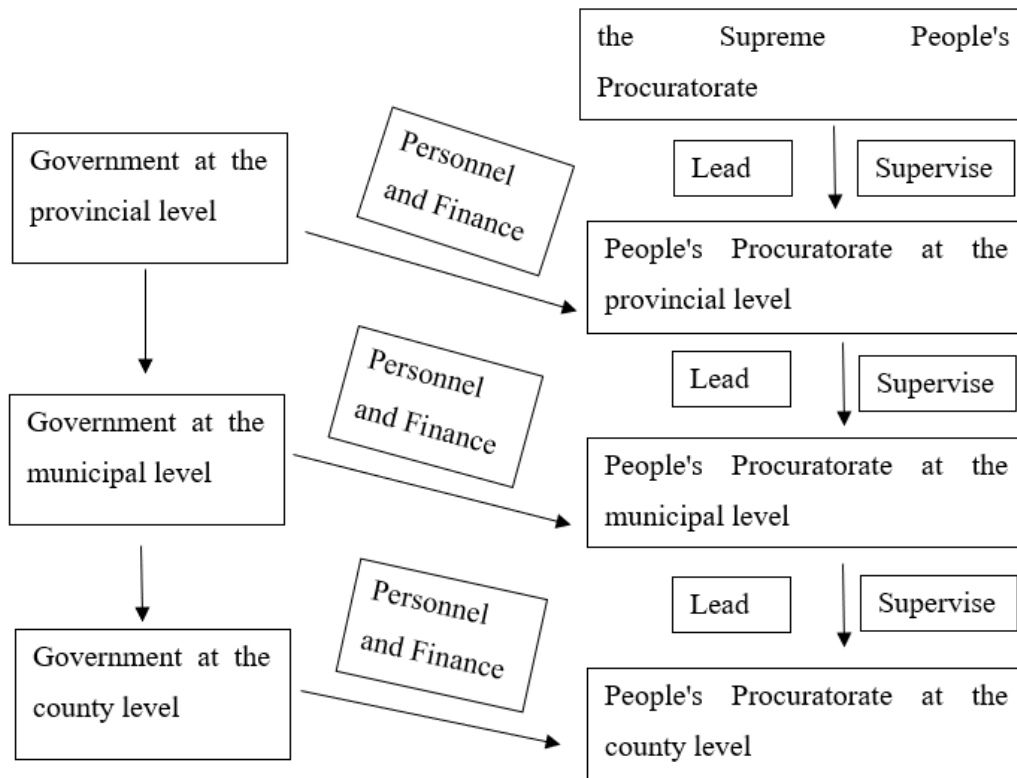 the Supreme People's
Procuratorate
Government at the
provincial level
Personnel
and Finance
Lead
Supervise
People's Procuratorate at the
provincial level
Government at the
municipal level
Personnel
and Finance
Lead
Supervise
People's Procuratorate at the
municipal level
Government at the
county level
Personnel
and Finance
Lead
Supervise
People's Procuratorate at the
county level